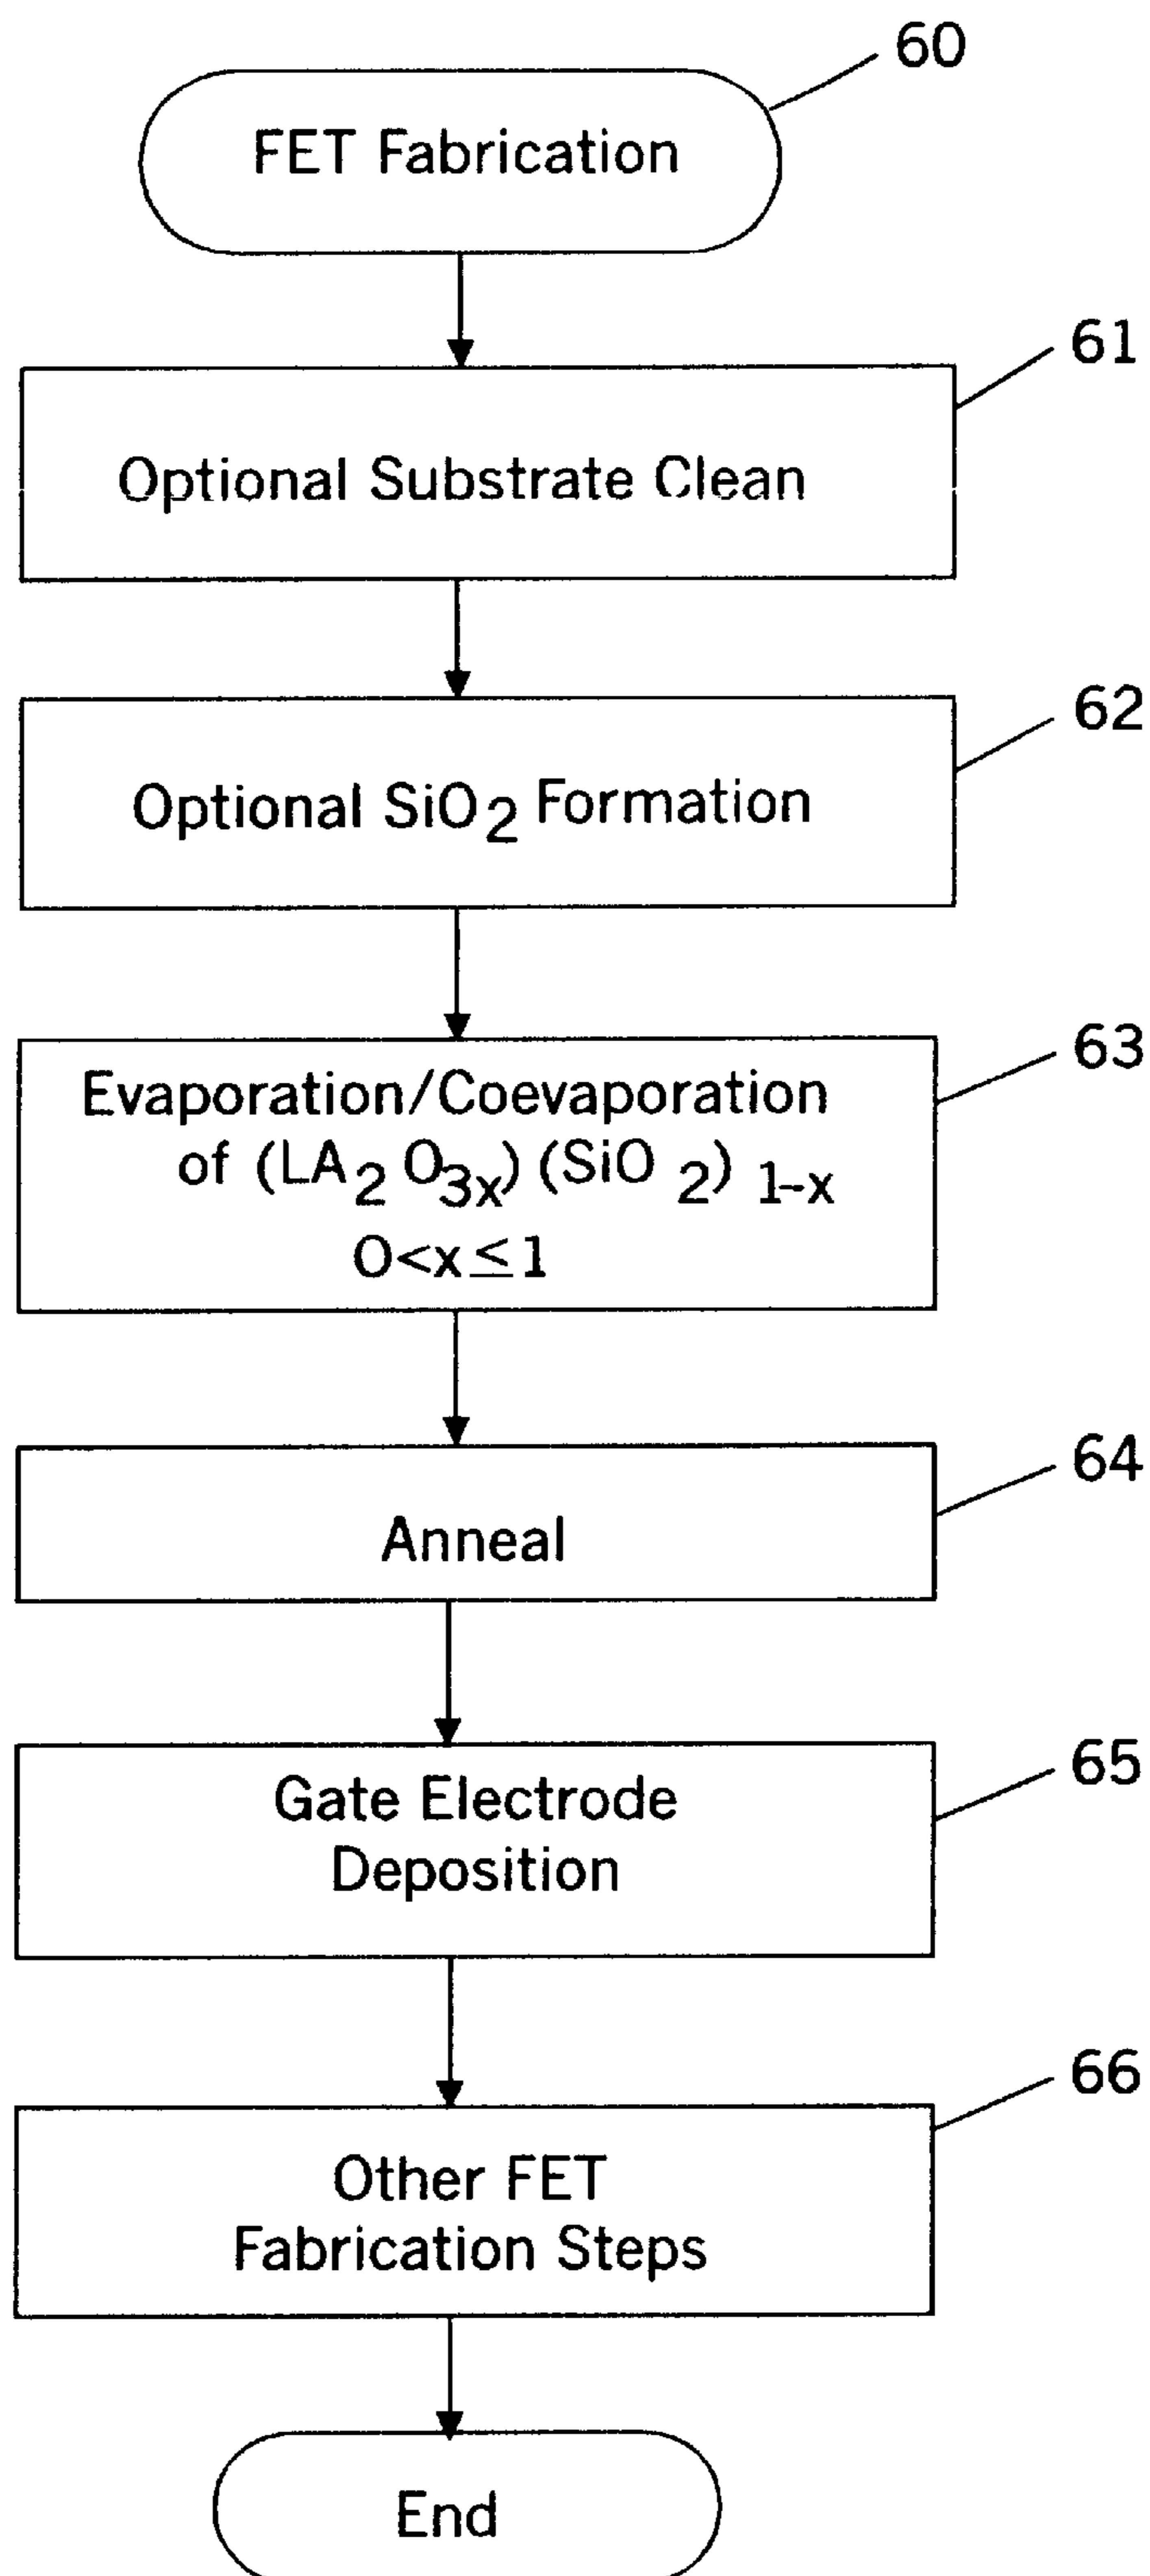 60
FET Fabrication
61
Optional Substrate Clean
62
Optional SiO2 Formation
63
Evaporation/Coevaporation
of (LA2 O3x) (SiO 2) 1-x
0<x≤1
64
Anneal
65
Gate Electrode
Deposition
66
Other FET
Fabrication Steps
End